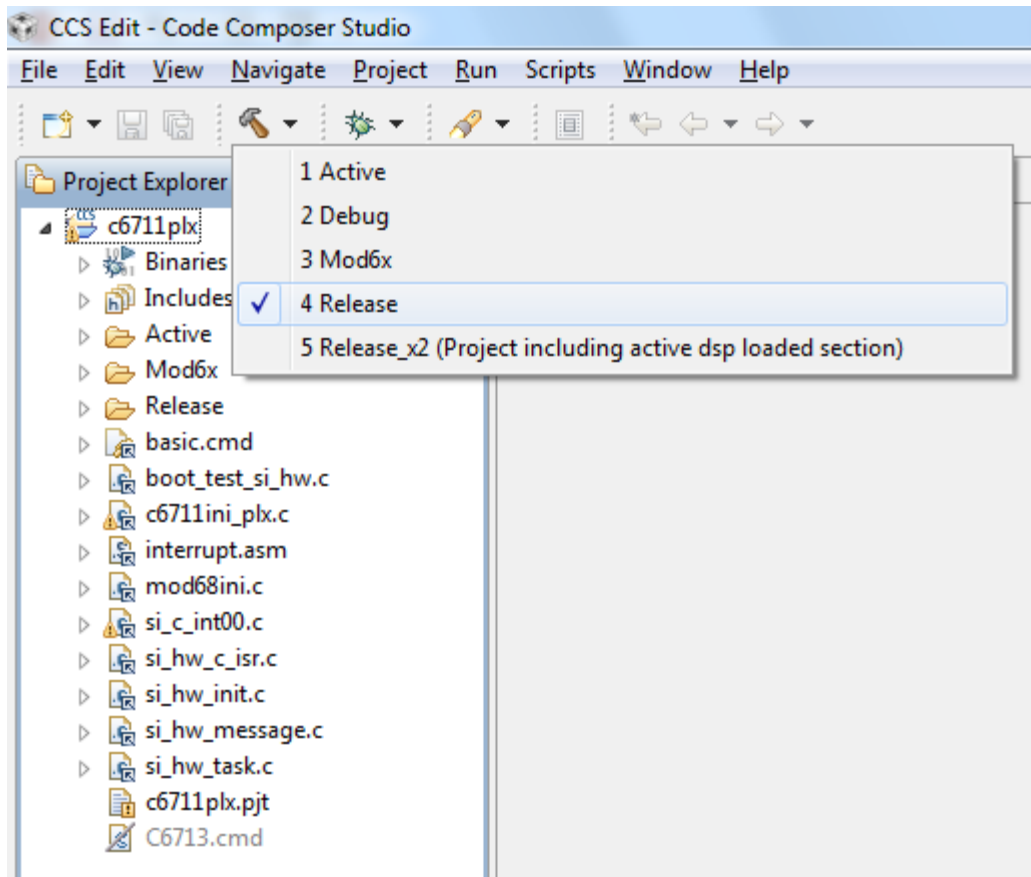 CCS Edit - Code Composer Studio
File Edit View Navigate Project Run Scripts Window Help
Project Explorer
1 Active
2 Debug
3 Mod6x
4 Release
5 Release_x2 (Project including active dsp loaded section)
c6711plx
Binaries
Includes
Active
Mod6x
Release
basic.cmd
boot_test_si_hw.c
c6711ini_plx.c
interrupt.asm
mod68ini.c
si_c_int00.c
si_hw_c_isr.c
si_hw_init.c
si_hw_message.c
si_hw_task.c
c6711plx.pjt
C6713.cmd